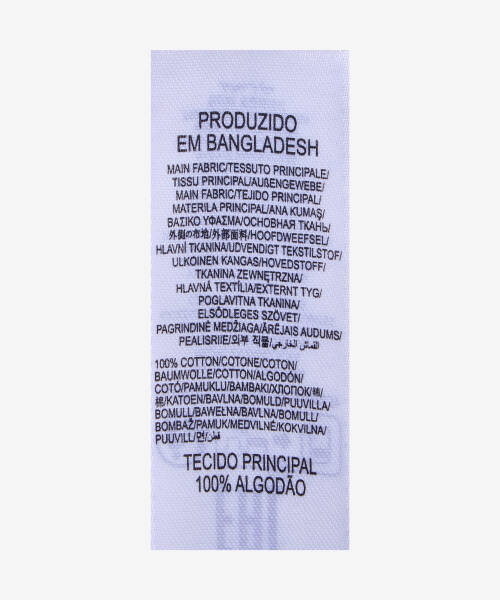 PRODUZIDO
EM BANGLADESH
MAIN FABRIC/TESSUTO PRINCIPALE/
TISSU PRINCIPAL/AUßENGEWEBE/
MAIN FABRIC/TEJIDO PRINCIPAL/
MATERILA PRINCIPAL/ANA KUMAŞ/
ΒΑΣΙΚΟ ΥΦΑΣΜΑ/ОСНОВНАЯ ТКАНЬ/
外側の布地/外部面料/HOOFDWEEFSEL/
HLAVNÍ TKANINA/UDVENDIGT TEKSTILSTOF/
ULKOINEN KANGAS/HOVEDSTOFF/
TKANINA ZEWNĘTRZNA/
HLAVNÁ TEXTÍLIA/EXTERNT TYG/
POGLAVITNA TKANINA/
ELSŐDLEGES SZÖVET/
PAGRINDINĖ MEDŽIAGA/ĀRĒJAIS AUDUMS/
PEALISRIIE/외부 직물/القماش الخارجي/
100% COTTON/COTONE/COTON/
BAUMWOLLE/COTTON/ALGODÓN/
COTÓ/PAMUKLU/ΒΑΜΒΑΚΙ/ХЛОПОК/棉/
棉/KATOEN/BAVLNA/BOMULD/PUUVILLA/
BOMULL/BAWEŁNA/BAVLNA/BOMULL/
BOMBAŽ/PAMUK/MEDVILNĖ/KOKVILNA/
PUUVILL/면/قطن/
TECIDO PRINCIPAL
100% ALGODÃO